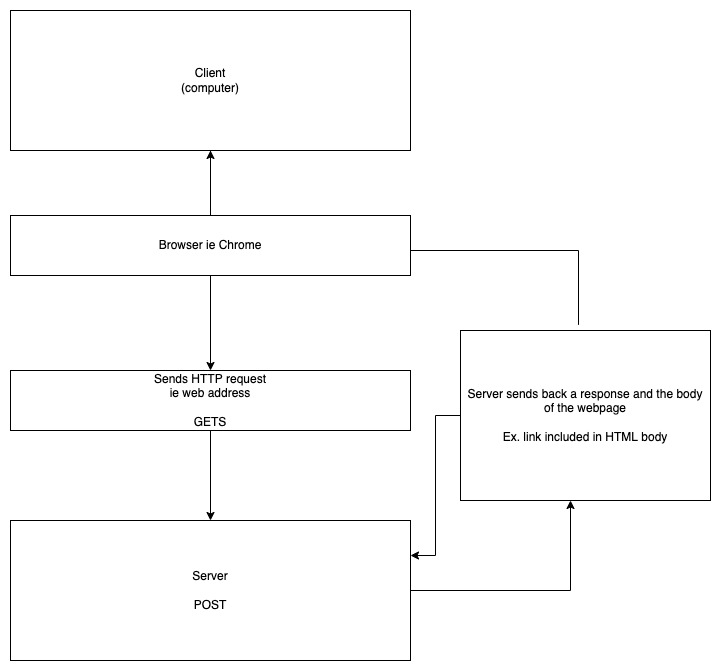 Client
(computer)
Browser ie Chrome
Sends HTTP request
ie web address
GETS
Server sends back a response and the body
of the webpage
Ex. link included in HTML body
Server
POST